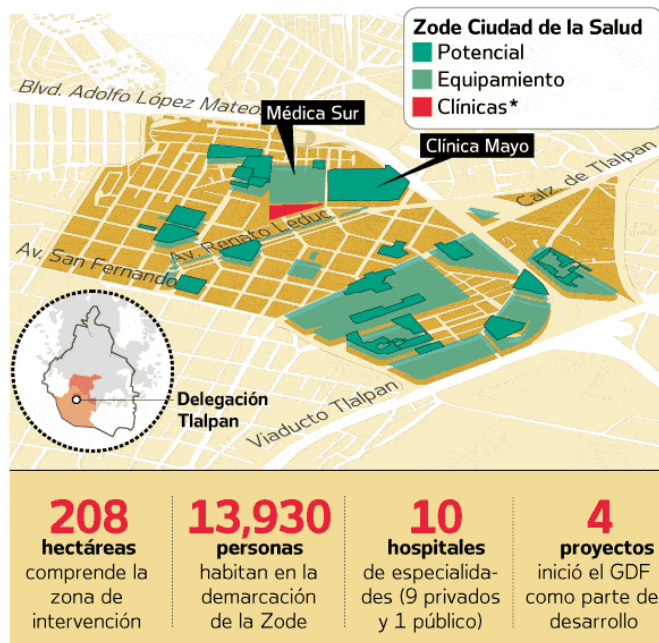 Zode Ciudad de la Salud
Potencial
Equipamiento
Clínicas*
Blvd. Adolfo López Mateos
Médica Sur
Clínica Mayo
Calz. de Tlalpan
Av. Renato Leduc
Av. San Fernando
Delegación
Tlalpan
Viaducto Tlalpan
208
hectáreas
comprende la
zona de
intervención
13,930
personas
habitan en la
demarcación
de la Zode
10
hospitales
de especialida-
des (9 privados
y 1 público)
4
proyectos
inició el GDF
como parte de
desarrollo